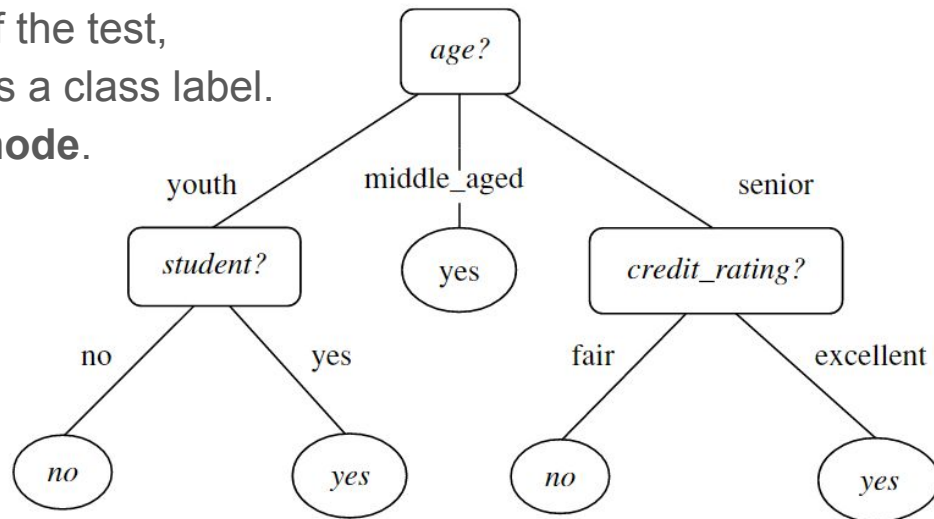 f the test,
s a class label.
node.
age?
youth
middle_aged
senior
student?
yes
credit_rating?
no
yes
fair
excellent
no
yes
no
yes